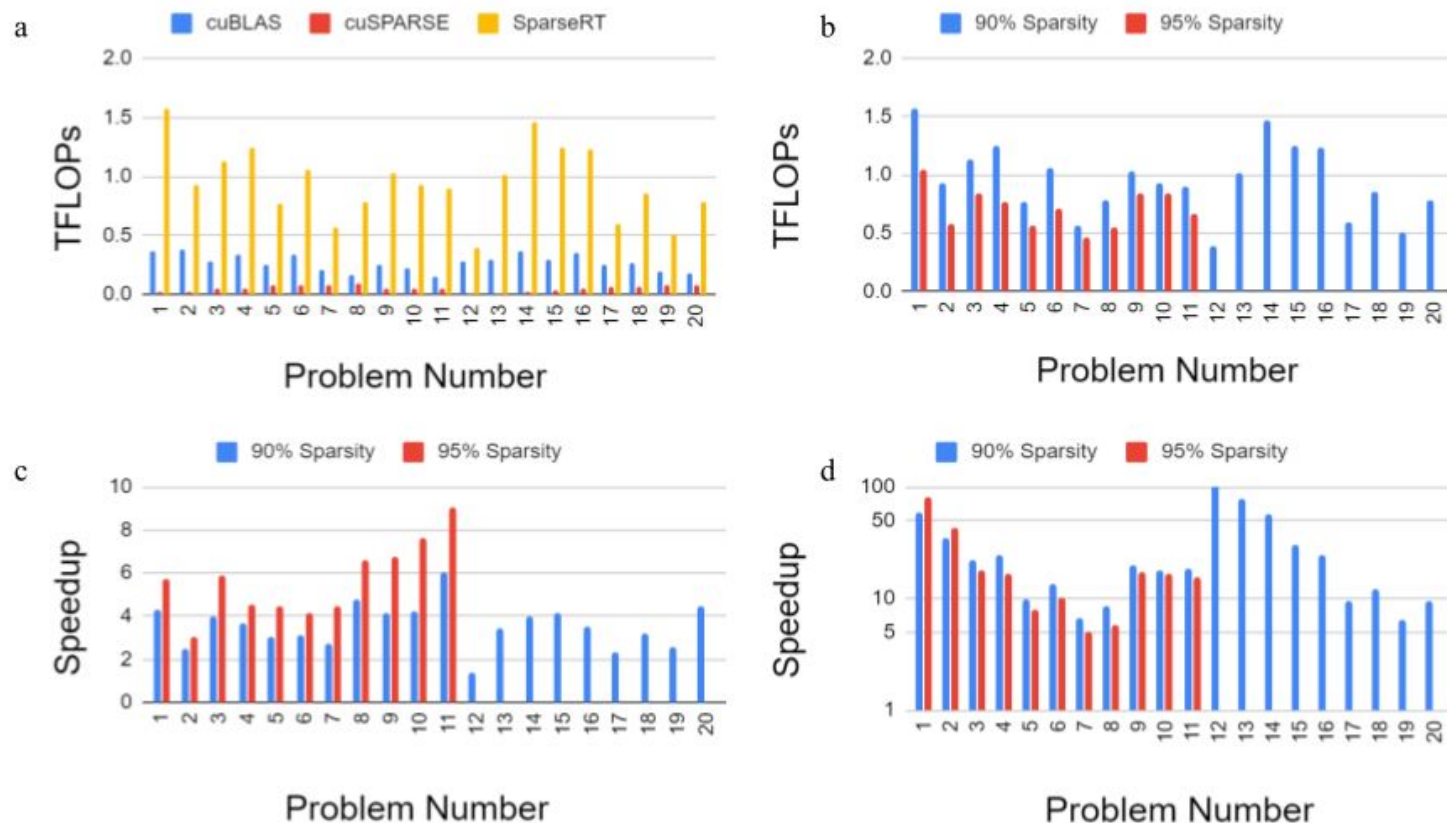 a
cuBLAS cuSPARSE SparseRT
2.0
1.5
1.0
0.5
0.0
TFLOPs
1 2 3 4 5 6 7 8 9 10 11 12 13 14 15 16 17 18 19 20
Problem Number
b
90% Sparsity 95% Sparsity
2.0
1.5
1.0
0.5
0.0
TFLOPs
1 2 3 4 5 6 7 8 9 10 11 12 13 14 15 16 17 18 19 20
Problem Number
c
90% Sparsity 95% Sparsity
10
8
6
4
2
0
Speedup
1 2 3 4 5 6 7 8 9 10 11 12 13 14 15 16 17 18 19 20
Problem Number
d
90% Sparsity 95% Sparsity
100
50
10
5
1
Speedup
1 2 3 4 5 6 7 8 9 10 11 12 13 14 15 16 17 18 19 20
Problem Number